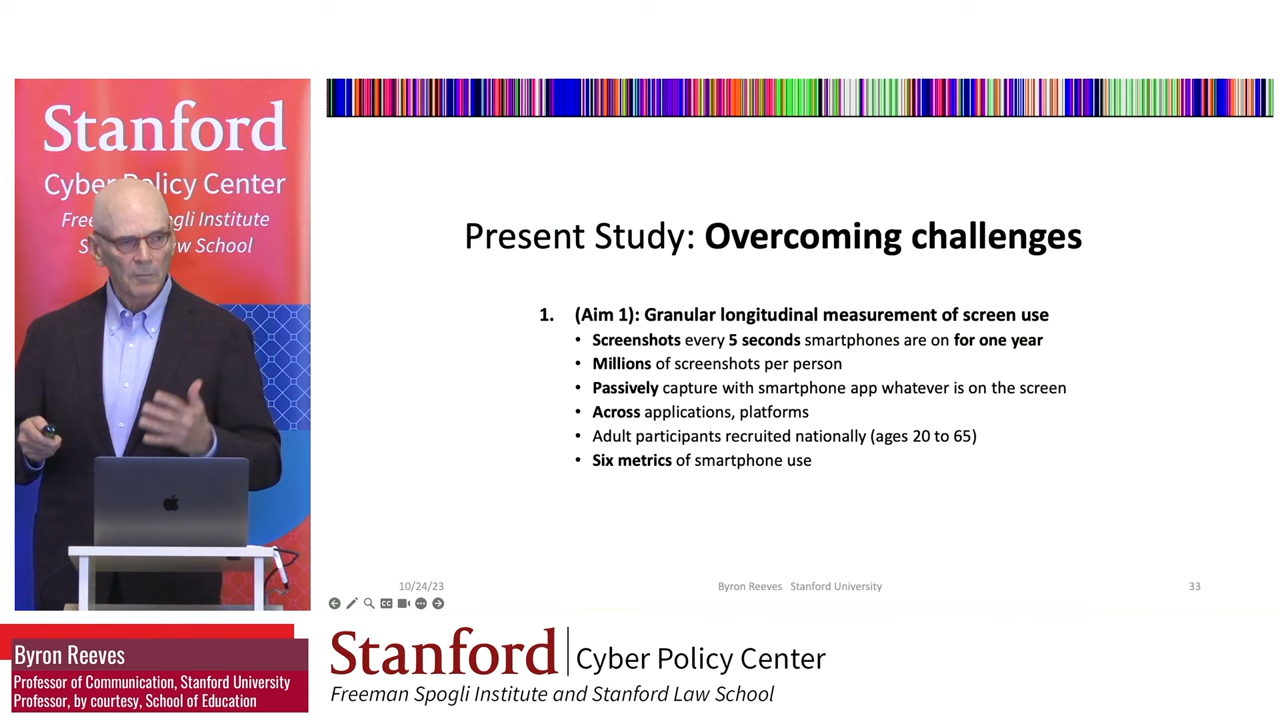 Stanford
Cyber Policy Center
Freeman Spogli Institute
Law School
Present Study: Overcoming challenges
1. (Aim 1): Granular longitudinal measurement of screen use
• Screenshots every 5 seconds smartphones are on for one year
• Millions of screenshots per person
• Passively capture with smartphone app whatever is on the screen
• Across applications, platforms
• Adult participants recruited nationally (ages 20 to 65)
• Six metrics of smartphone use
10/24/23
Byron Reeves Stanford University
33
CC
Byron Reeves
Professor of Communication, Stanford University
Professor, by courtesy, School of Education
Stanford | Cyber Policy Center
Freeman Spogli Institute and Stanford Law School